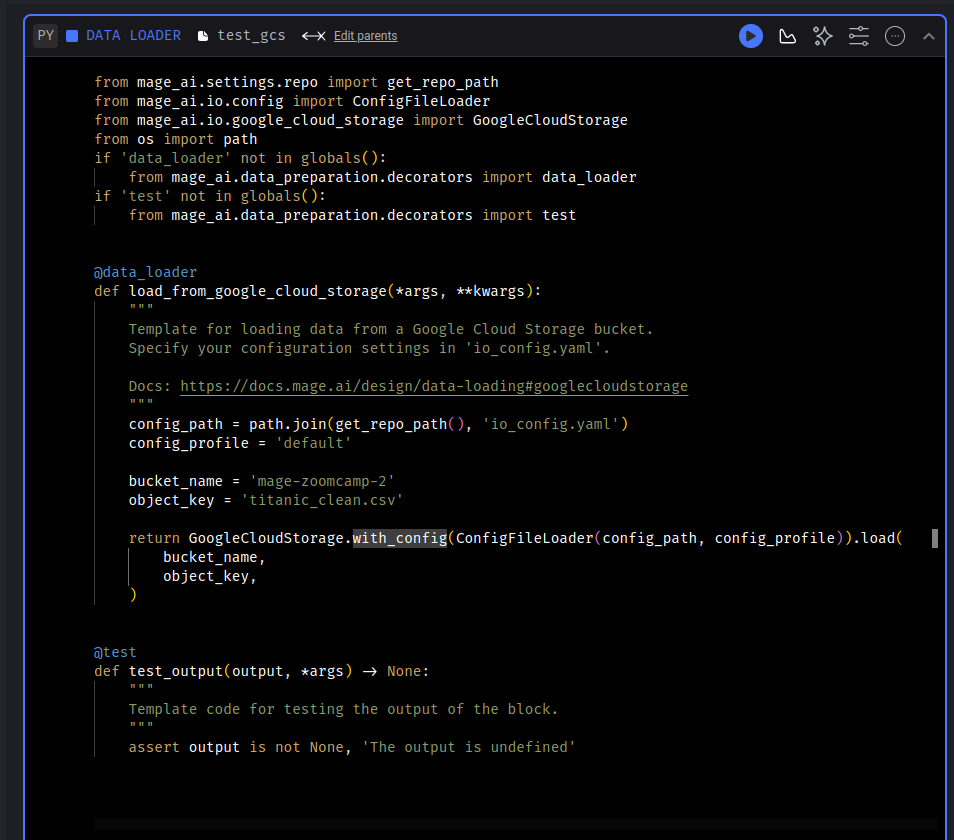 PY DATA LOADER test_gcs Edit parents
from mage_ai.settings.repo import get_repo_path
from mage_ai.io.config import ConfigFileLoader
from mage_ai.io.google_cloud_storage import GoogleCloudStorage
from os import path
if 'data_loader' not in globals():
    from mage_ai.data_preparation.decorators import data_loader
if 'test' not in globals():
    from mage_ai.data_preparation.decorators import test
@data_loader
def load_from_google_cloud_storage(*args, **kwargs):
    """
    Template for loading data from a Google Cloud Storage bucket.
    Specify your configuration settings in 'io_config.yaml'.
    Docs: https://docs.mage.ai/design/data-loading#googlecloudstorage
    """
    config_path = path.join(get_repo_path(), 'io_config.yaml')
    config_profile = 'default'
    bucket_name = 'mage-zoomcamp-2'
    object_key = 'titanic_clean.csv'
    return GoogleCloudStorage.with_config(ConfigFileLoader(config_path, config_profile)).load(
        bucket_name,
        object_key,
    )
@test
def test_output(output, *args) -> None:
    """
    Template code for testing the output of the block.
    """
    assert output is not None, 'The output is undefined'